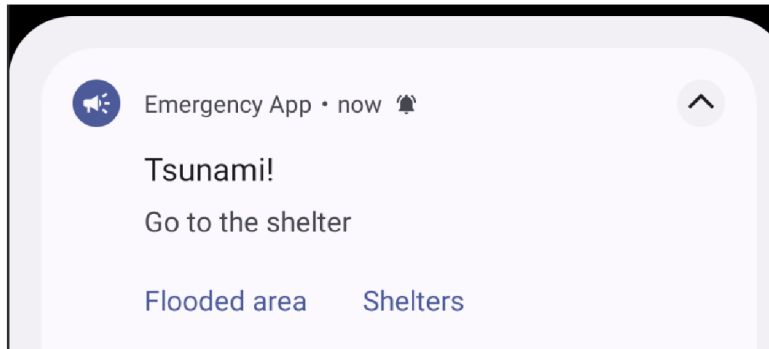 Emergency App • now
Tsunami!
Go to the shelter
Flooded area Shelters